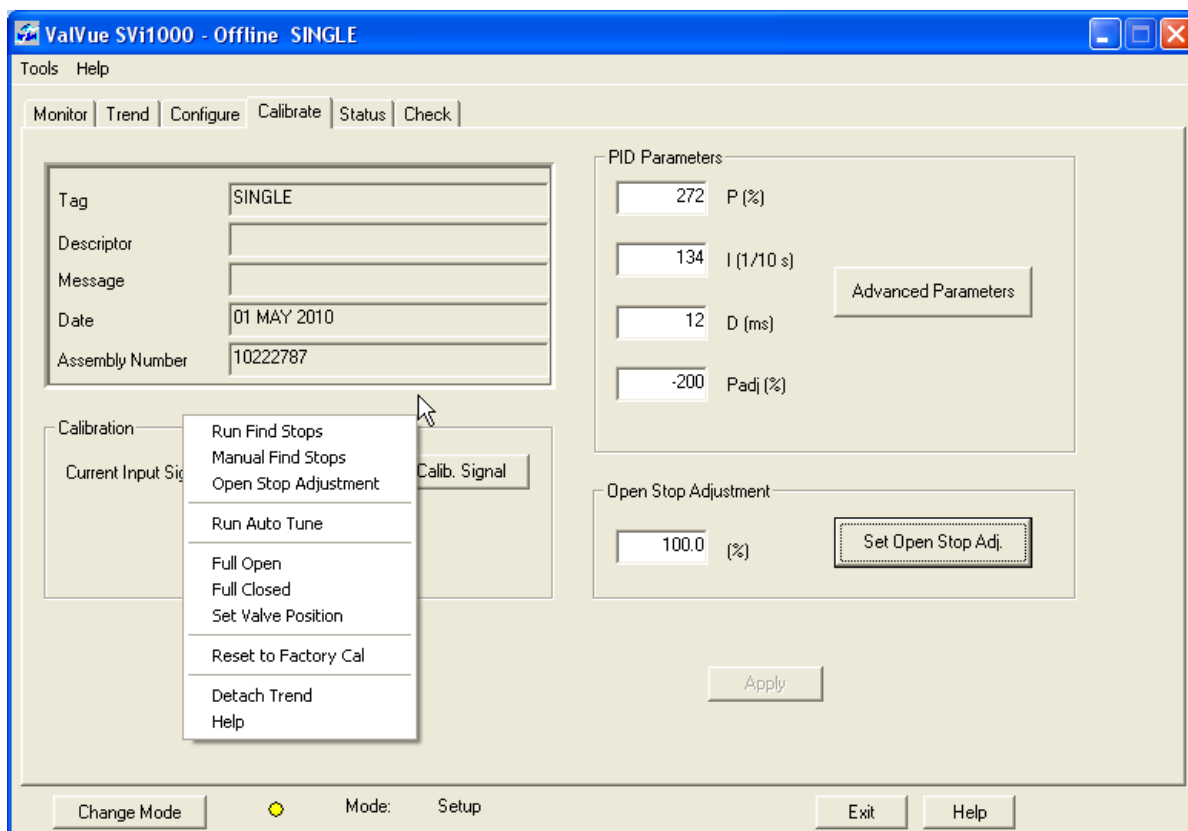 ValVue SVi1000 - Offline SINGLE
Tools Help
Monitor Trend Configure Calibrate Status Check
Tag SINGLE
Descriptor
Message
Date 01 MAY 2010
Assembly Number 10222787
PID Parameters
272 P (%)
134 I (1/10 s)
12 D (ms)
-200 Padj (%)
Advanced Parameters
Calibration
Current Input Sig
Calib. Signal
Run Find Stops
Manual Find Stops
Open Stop Adjustment
Run Auto Tune
Full Open
Full Closed
Set Valve Position
Reset to Factory Cal
Detach Trend
Help
Open Stop Adjustment
100.0 (%)
Set Open Stop Adj.
Apply
Change Mode Mode: Setup Exit Help